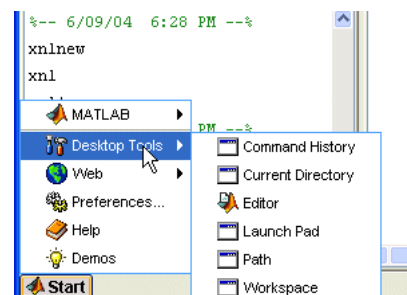 %-- 6/09/04 6:28 PM --%
xnlnew
xnl
MATLAB
PM --%
Desktop Tools
Web
Preferences...
Help
Demos
Start
Command History
Current Directory
Editor
Launch Pad
Path
Workspace